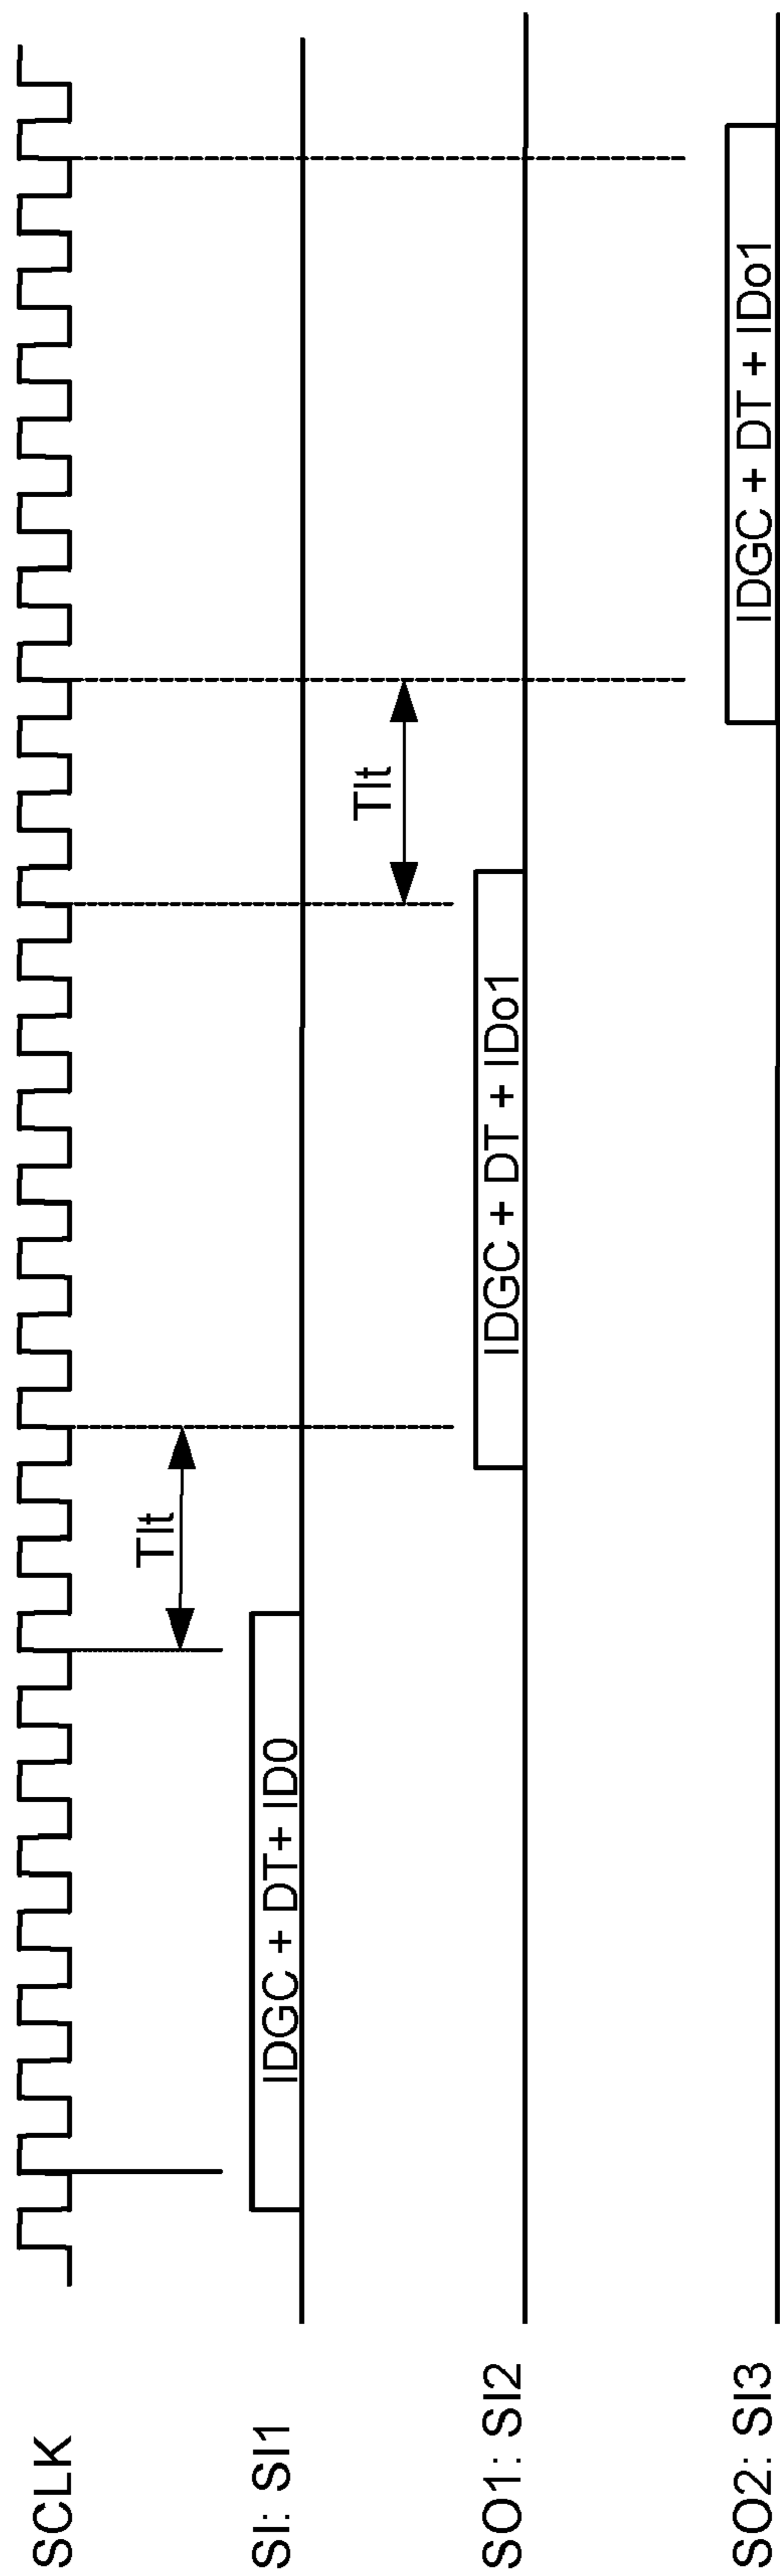 SCLK
SI: SI1
IDGC + DT+ ID0
Tlt
SO1: SI2
IDGC + DT + IDo1
Tlt
SO2: SI3
IDGC + DT + IDo1